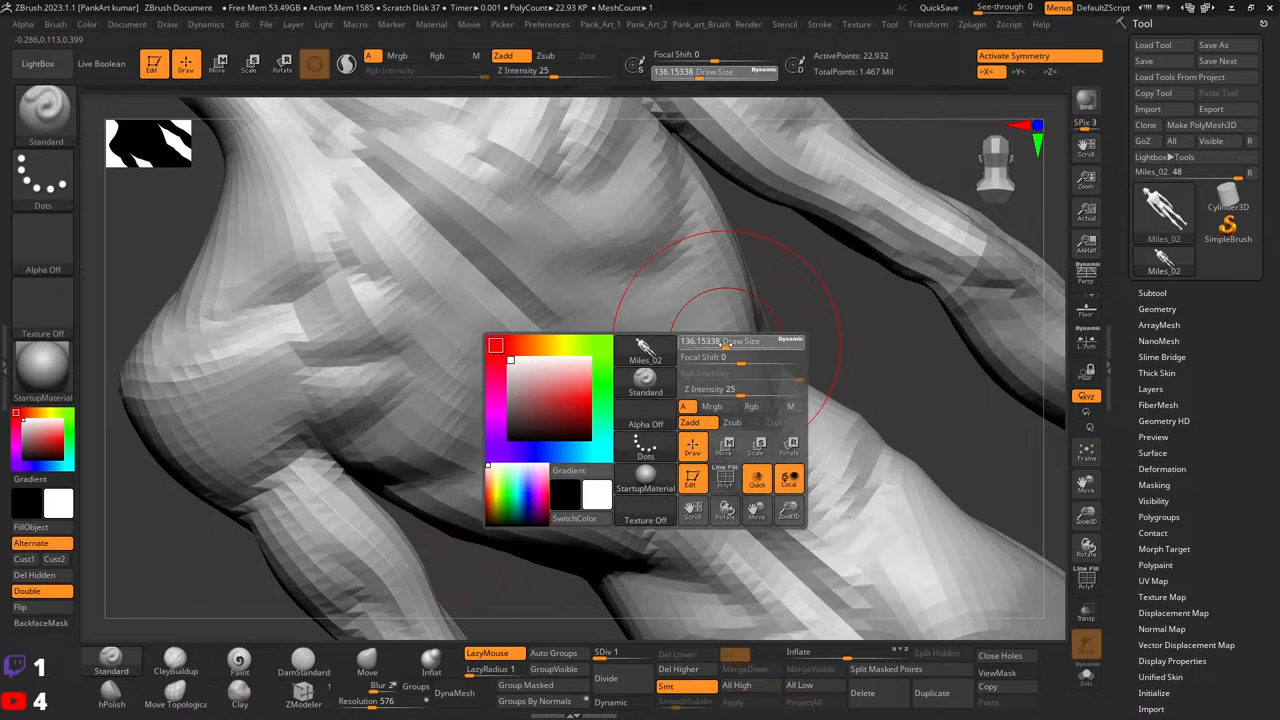 ZBrush 2023.1.1 [PankArt kumar] ZBrush Document • Free Mem 53.49GB • Active Mem 1585 • Scratch Disk 37 • Timer▸0.001 • PolyCount▸22.93 KP • MeshCount▸1
AC QuickSave See-through 0 Menus DefaultZScript
Alpha Brush Color Document Draw Dynamics Edit File Layer Light Macro Marker Material Movie Picker Preferences Pank_Art_1 Pank_Art_2 Pank_art_Brush Render Stencil Stroke Texture Tool Transform Zplugin Zscript Help
-0.286,0.113,0.399
LightBox Live Boolean Edit Draw Move Scale Rotate
A Mrgb Rgb M
Rgb Intensity
Zadd Zsub Zcut
Z Intensity 25
S
Focal Shift 0
136.15338 Draw Size Dynamic
D
ActivePoints: 22,932
TotalPoints: 1.467 Mil
Activate Symmetry
>X< >Y< >Z<
Tool
Load Tool Save As
Save Save Next
Load Tools From Project
Copy Tool Paste Tool
Import Export
Clone Make PolyMesh3D
GoZ All Visible R
Lightbox▸Tools
Miles_02. 48 R
Miles_02
Cylinder3D
SimpleBrush
Miles_02
Subtool
Geometry
ArrayMesh
NanoMesh
Slime Bridge
Thick Skin
Layers
FiberMesh
Geometry HD
Preview
Surface
Deformation
Masking
Visibility
Polygroups
Contact
Morph Target
Polypaint
UV Map
Texture Map
Displacement Map
Normal Map
Vector Displacement Map
Display Properties
Unified Skin
Initialize
Import
Standard
Dots
Alpha Off
Texture Off
StartupMaterial
Gradient
FillObject
Alternate
Cust1 Cust2
Del Hidden
Double
Flip
BackfaceMask
1
4
BPR
SPix 3
Scroll
Zoom
Actual
AAHalf
Dynamic
Persp
Floor
Dynamic
L.Sym
XYZ
Frame
Move
Zoom3D
Rotate
Line Fill
PolyF
Transp
Ghost
Dynamic
Solo
Miles_02
Standard
Alpha Off
Dots
StartupMaterial
Texture Off
Gradient
SwitchColor
136.15338 Draw Size Dynamic
Focal Shift 0
Rgb Intensity
Z Intensity 25
A Mrgb Rgb M
Zadd Zsub Zcut
Draw Move Scale Rotate
Edit Line Fill PolyF Quick Local
Scroll Rotate Move Zoom3D
Standard ClayBuildup Paint DamStandard Move Inflat
hPolish Move Topological Clay ZModeler
1
Blur 2 Groups
DynaMesh
Resolution 576
LazyMouse Auto Groups
LazyRadius 1 GroupVisible
Group Masked
Groups By Normals
SDiv 1
Divide
Dynamic
Del Lower
Del Higher
Smt
SmoothSubdiv
Uv
MergeDown
All High
Apply
Inflate X Y Z
MergeVisible
All Low
ProjectAll
Split Hidden
Split Masked Points
Delete Duplicate
Close Holes
ViewMask
Copy
Paste